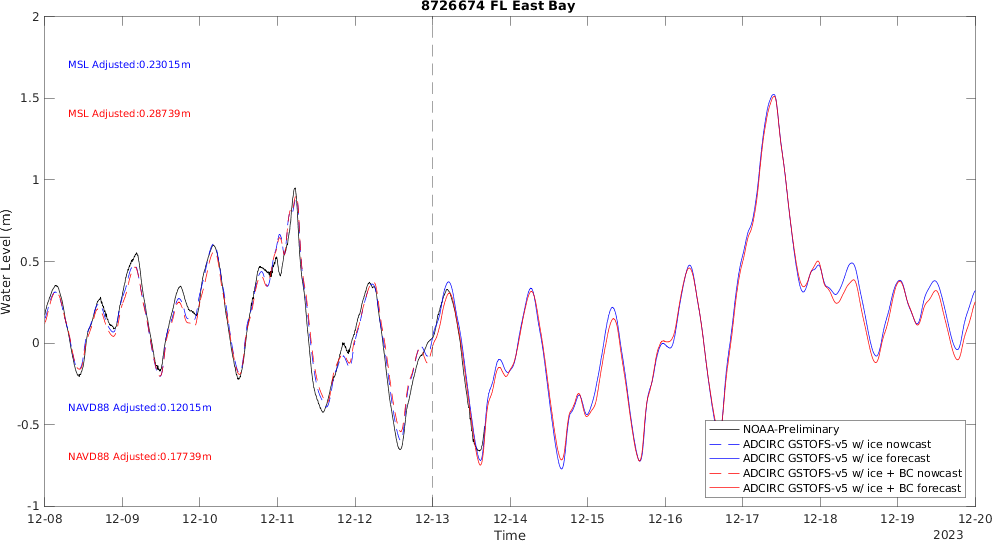 8726674 FL East Bay
2
1.5
1
0.5
0
-0.5
-1
Water Level (m)
MSL Adjusted:0.23015m
MSL Adjusted:0.28739m
NAVD88 Adjusted:0.12015m
NAVD88 Adjusted:0.17739m
NOAA-Preliminary
ADCIRC GSTOFS-v5 w/ ice nowcast
ADCIRC GSTOFS-v5 w/ ice forecast
ADCIRC GSTOFS-v5 w/ ice + BC nowcast
ADCIRC GSTOFS-v5 w/ ice + BC forecast
12-08 12-09 12-10 12-11 12-12 12-13 12-14 12-15 12-16 12-17 12-18 12-19 12-20
Time
2023